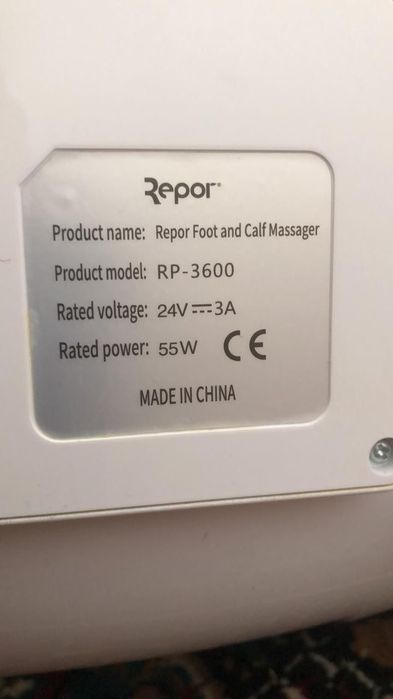 Repor®
Product name: Repor Foot and Calf Massager
Product model: RP-3600
Rated voltage: 24V⎓3A
Rated power: 55W CE
MADE IN CHINA